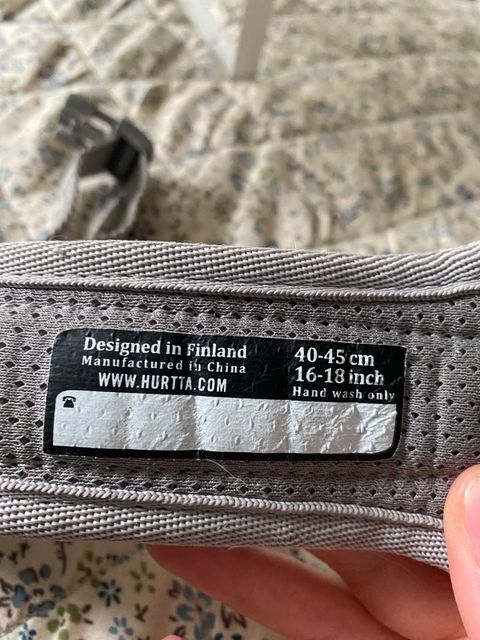 Designed in Finland
Manufactured in China
WWW.HURTTA.COM
40-45 cm
16-18 inch
Hand wash only